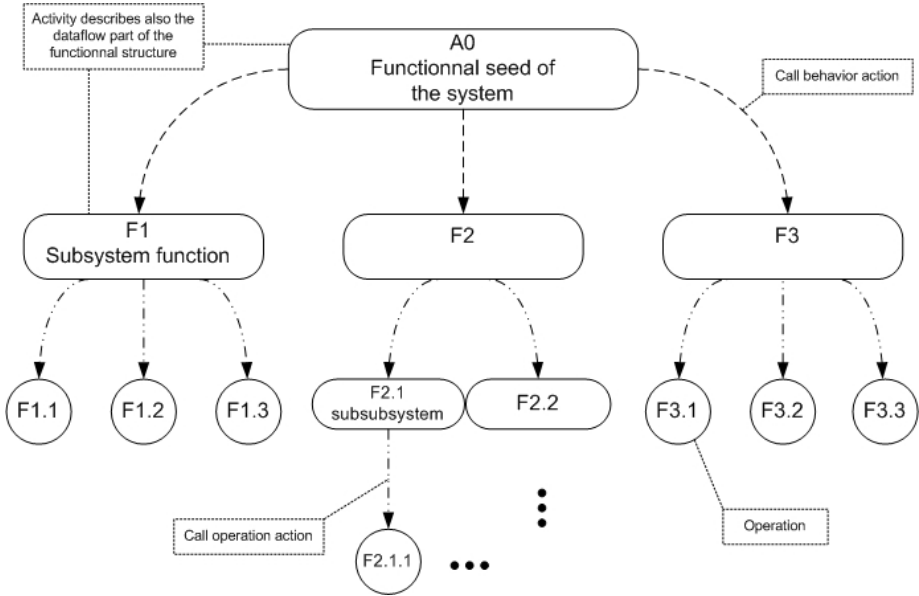 Activity describes also the
dataflow part of the
functionnal structure
A0
Functionnal seed of
the system
Call behavior action
F1
Subsystem function
F2
F3
F1.1
F1.2
F1.3
F2.1
subsubsystem
F2.2
F3.1
F3.2
F3.3
Call operation action
Operation
F2.1.1